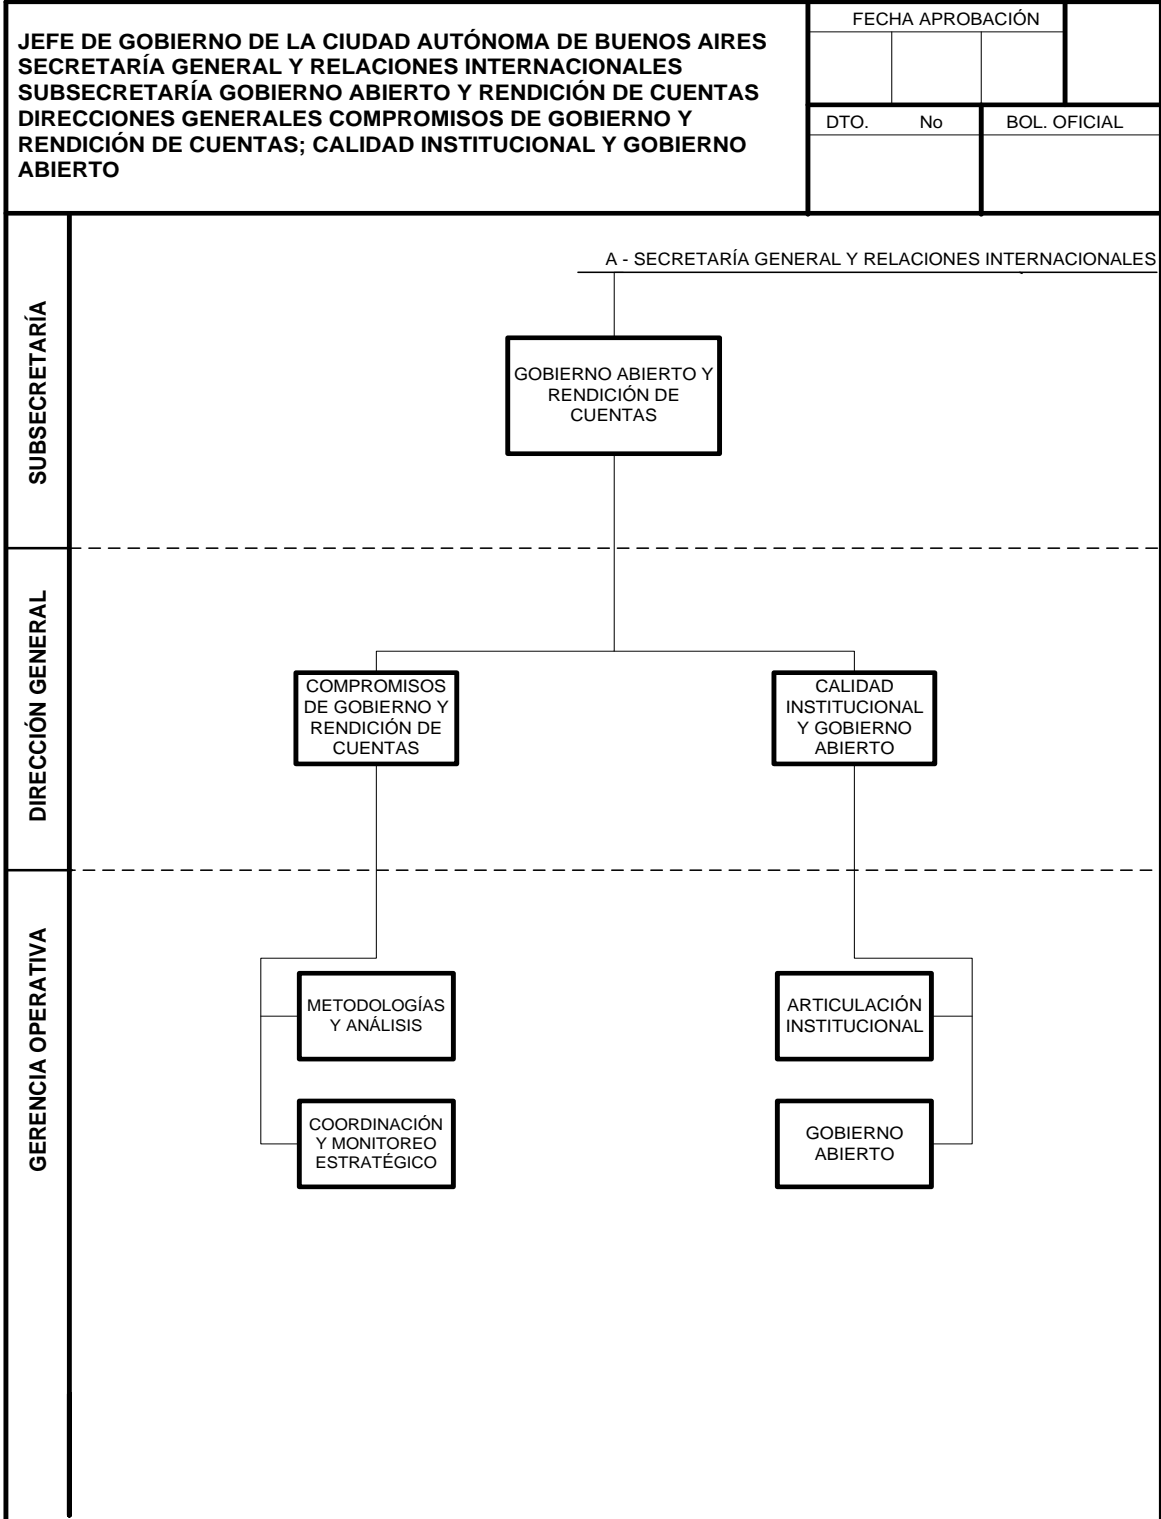 JEFE DE GOBIERNO DE LA CIUDAD AUTÓNOMA DE BUENOS AIRES
SECRETARÍA GENERAL Y RELACIONES INTERNACIONALES
SUBSECRETARÍA GOBIERNO ABIERTO Y RENDICIÓN DE CUENTAS
DIRECCIONES GENERALES COMPROMISOS DE GOBIERNO Y
RENDICIÓN DE CUENTAS; CALIDAD INSTITUCIONAL Y GOBIERNO
ABIERTO
FECHA APROBACIÓN
DTO. No
BOL. OFICIAL
SUBSECRETARÍA
A - SECRETARÍA GENERAL Y RELACIONES INTERNACIONALES
GOBIERNO ABIERTO Y
RENDICIÓN DE
CUENTAS
DIRECCIÓN GENERAL
COMPROMISOS
DE GOBIERNO Y
RENDICIÓN DE
CUENTAS
CALIDAD
INSTITUCIONAL
Y GOBIERNO
ABIERTO
GERENCIA OPERATIVA
METODOLOGÍAS
Y ANÁLISIS
COORDINACIÓN
Y MONITOREO
ESTRATÉGICO
ARTICULACIÓN
INSTITUCIONAL
GOBIERNO
ABIERTO